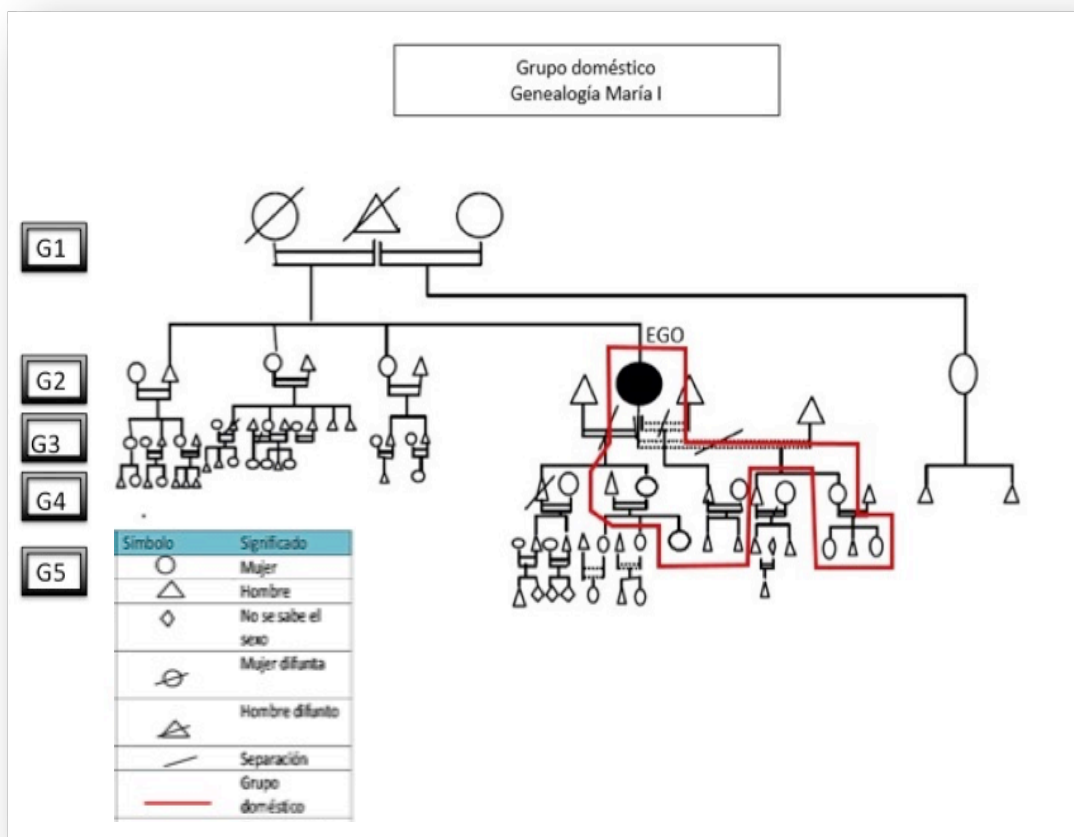 Grupo doméstico
Genealogía María I
G1
EGO
G2
G3
G4
G5
Símbolo Significado
Mujer
Hombre
No se sabe el
sexo
Mujer difunta
Hombre difunto
Separación
Grupo
doméstico